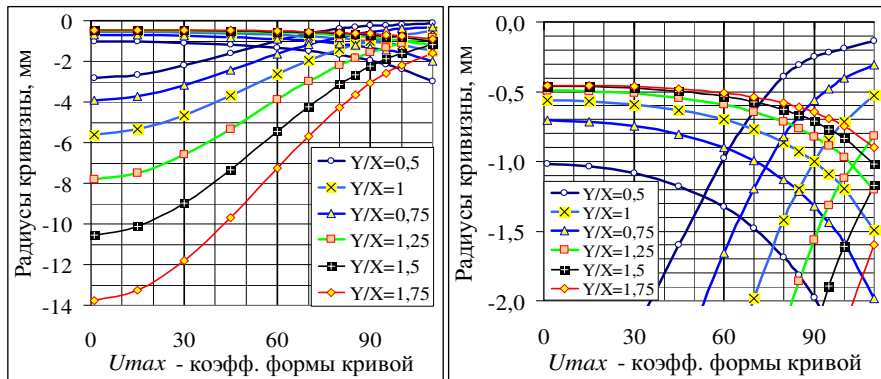 Радиусы кривизны, мм
0
-2
-4
-6
-8
-10
-12
-14
0 30 60 90
Y/X=0,5
Y/X=1
Y/X=0,75
Y/X=1,25
Y/X=1,5
Y/X=1,75
Umax - коэфф. формы кривой
Радиусы кривизны, мм
0,0
-0,5
-1,0
-1,5
-2,0
0 30 60 90
Y/X=0,5
Y/X=1
Y/X=0,75
Y/X=1,25
Y/X=1,5
Y/X=1,75
Umax - коэфф. формы кривой